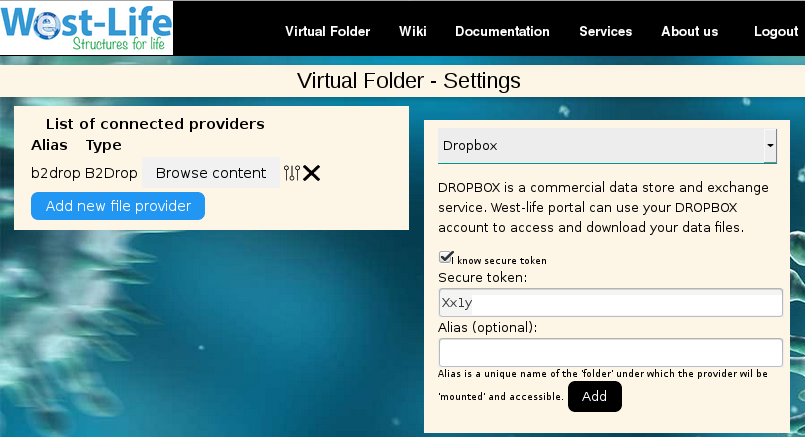 West-Life
Structures for life
Virtual Folder Wiki Documentation Services About us Logout
Virtual Folder - Settings
List of connected providers
Alias Type
b2drop B2Drop Browse content
Add new file provider
Dropbox
DROPBOX is a commercial data store and exchange
service. West-life portal can use your DROPBOX
account to access and download your data files.
I know secure token
Secure token:
Xx1y
Alias (optional):
Alias is a unique name of the 'folder' under which the provider wil be
'mounted' and accessible. Add